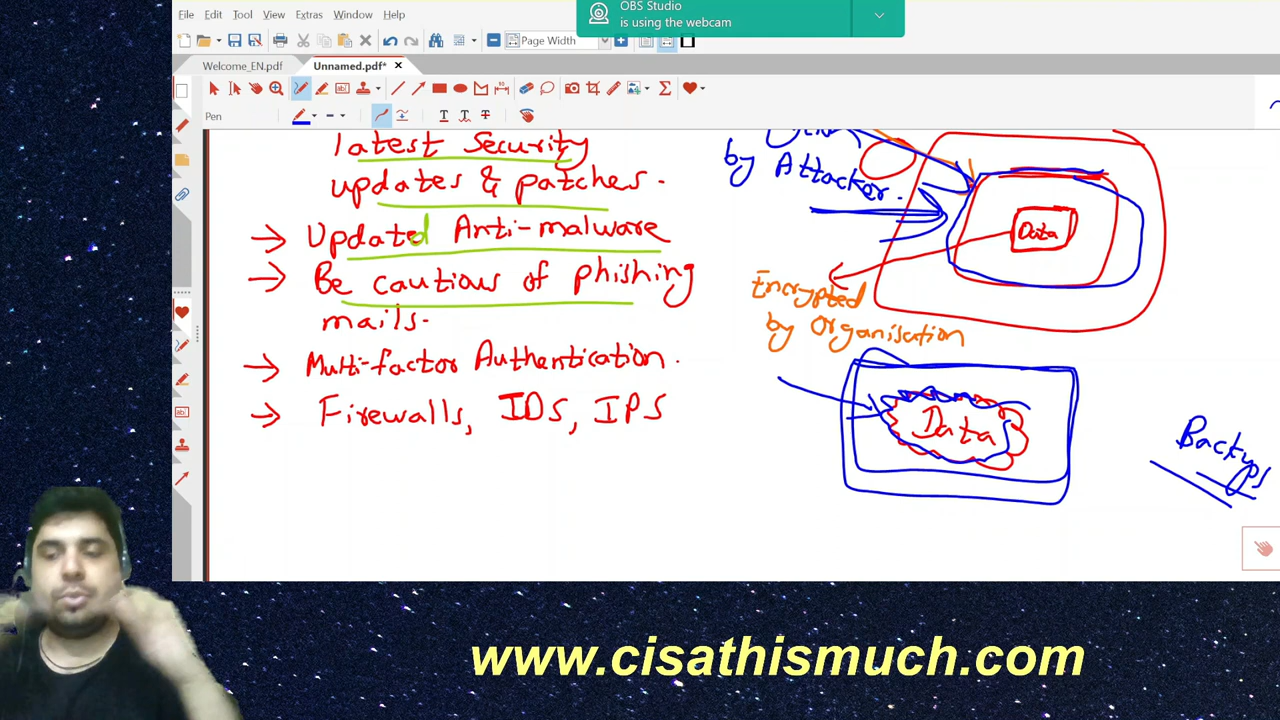 File Edit Tool View Extras Window Help
OBS Studio
is using the webcam
Page Width
Welcome_EN.pdf Unnamed.pdf*
Pen
latest Security
updates & patches.
→ Updated Anti-malware
→ Be cautious of phishing
mails.
→ Multi-factor Authentication.
→ Firewalls, IDS, IPS
by Attacker.
Data
Encrypted
by Organisation
Data
Backups
www.cisathismuch.com